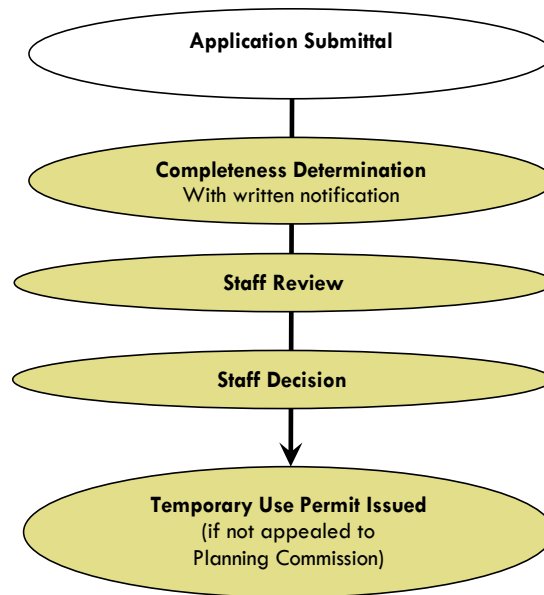 Application Submittal
Completeness Determination
With written notification
Staff Review
Staff Decision
Temporary Use Permit Issued
(if not appealed to
Planning Commission)